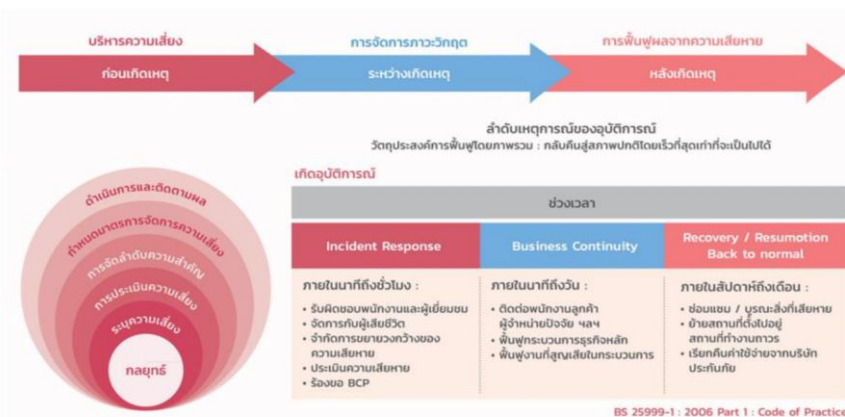 บริหารความเสี่ยง
การจัดการภาวะวิกฤต
การฟื้นฟูผลจากความเสียหาย
ก่อนเกิดเหตุ
ระหว่างเกิดเหตุ
หลังเกิดเหตุ
ลำดับเหตุการณ์ของอุบัติการณ์
วัตถุประสงค์การฟื้นฟูโดยภาพรวม : กลับคืนสู่สภาพปกติโดยเร็วที่สุดเท่าที่จะเป็นไปได้
ดำเนินการและติดตามผล
กำหนดมาตรการจัดการความเสี่ยง
การจัดลำดับความสำคัญ
การประเมินความเสี่ยง
ระบุความเสี่ยง
กลยุทธ์
เกิดอุบัติการณ์
ช่วงเวลา
Incident Response
Business Continuity
Recovery / Resumotion
Back to normal
ภายในนาทีถึงชั่วโมง :
• รับผิดชอบพนักงานและผู้เยี่ยมชม
• จัดการกับผู้เสียชีวิต
• จำกัดการขยายวงกว้างของ
ความเสียหาย
• ประเมินความเสียหาย
• ร้องขอ BCP
ภายในนาทีถึงวัน :
• ติดต่อพนักงานลูกค้า
ผู้จำหน่ายปัจจัย ฯลฯ
• ฟื้นฟูกระบวนการธุรกิจหลัก
• ฟื้นฟูงานที่สูญเสียในกระบวนการ
ภายในสัปดาห์ถึงเดือน :
• ซ่อมแซม / บูรณะสิ่งที่เสียหาย
• ย้ายสถานที่ตั้งไปอยู่
สถานที่ทำงานถาวร
• เรียกคืนค่าใช้จ่ายจากบริษัท
ประกันภัย
BS 25999-1 : 2006 Part 1 : Code of Practice